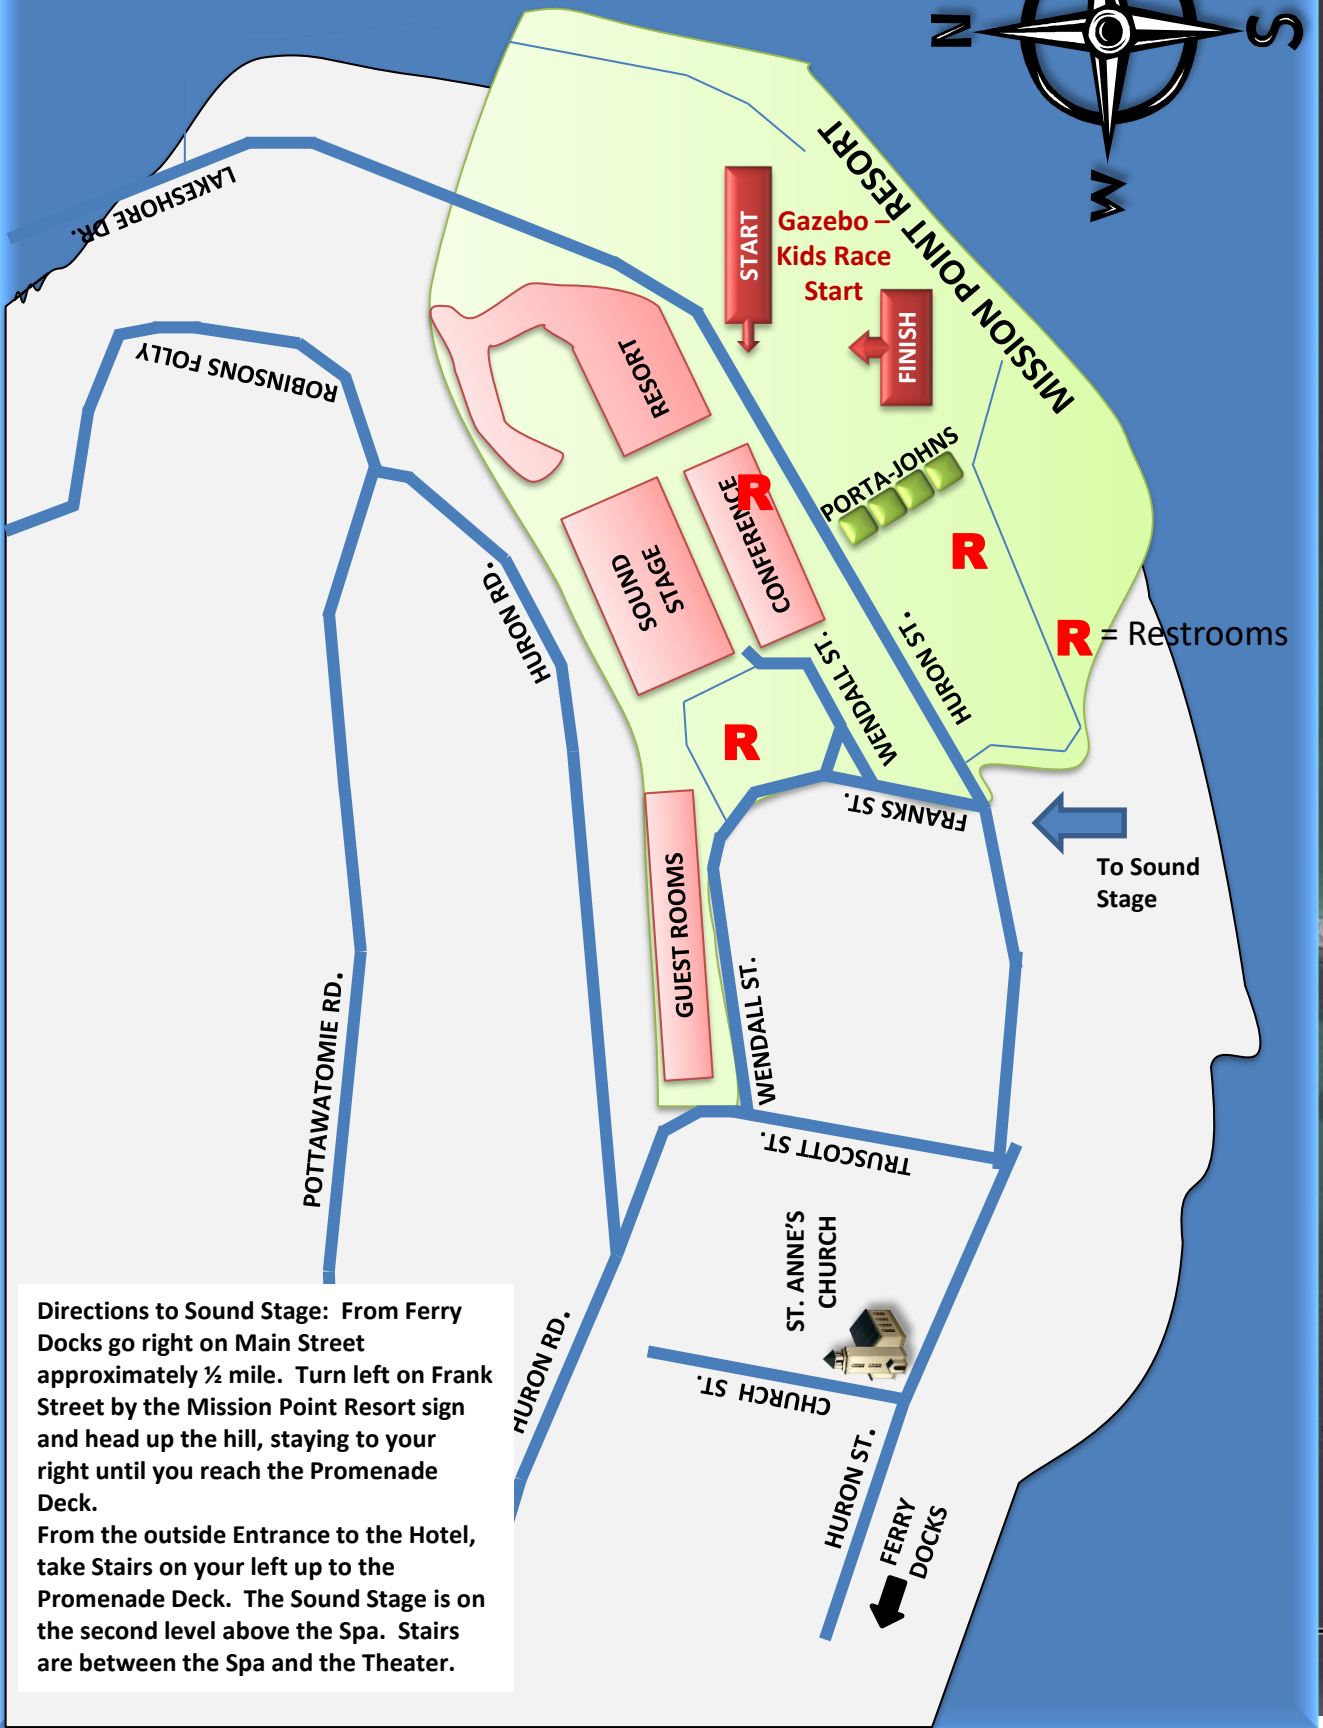 N
S
W
MISSION POINT RESORT
LAKESHORE DR.
START
Gazebo –
Kids Race
Start
FINISH
ROBINSONS FOLLY
RESORT
PORTA-JOHNS
CONFERENCE
R
SOUND
STAGE
R
R = Restrooms
HURON RD.
HURON ST.
WENDALL ST.
R
FRANKS ST.
To Sound
Stage
GUEST ROOMS
WENDALL ST.
POTTAWATOMIE RD.
TRUSCOTT ST.
ST. ANNE’S
CHURCH
CHURCH ST.
HURON RD.
HURON ST.
FERRY
DOCKS
Directions to Sound Stage: From Ferry
Docks go right on Main Street
approximately ½ mile. Turn left on Frank
Street by the Mission Point Resort sign
and head up the hill, staying to your
right until you reach the Promenade
Deck.
From the outside Entrance to the Hotel,
take Stairs on your left up to the
Promenade Deck. The Sound Stage is on
the second level above the Spa. Stairs
are between the Spa and the Theater.